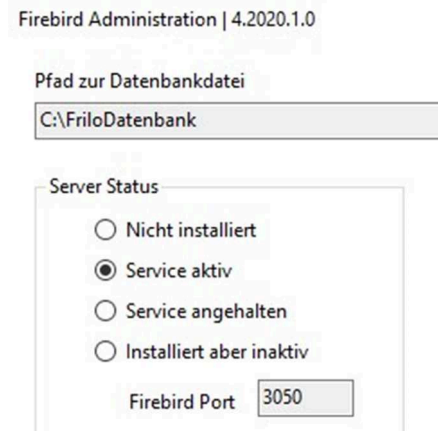 Firebird Administration | 4.2020.1.0
Pfad zur Datenbankdatei
C:\FriloDatenbank
Server Status
Nicht installiert
Service aktiv
Service angehalten
Installiert aber inaktiv
Firebird Port 3050